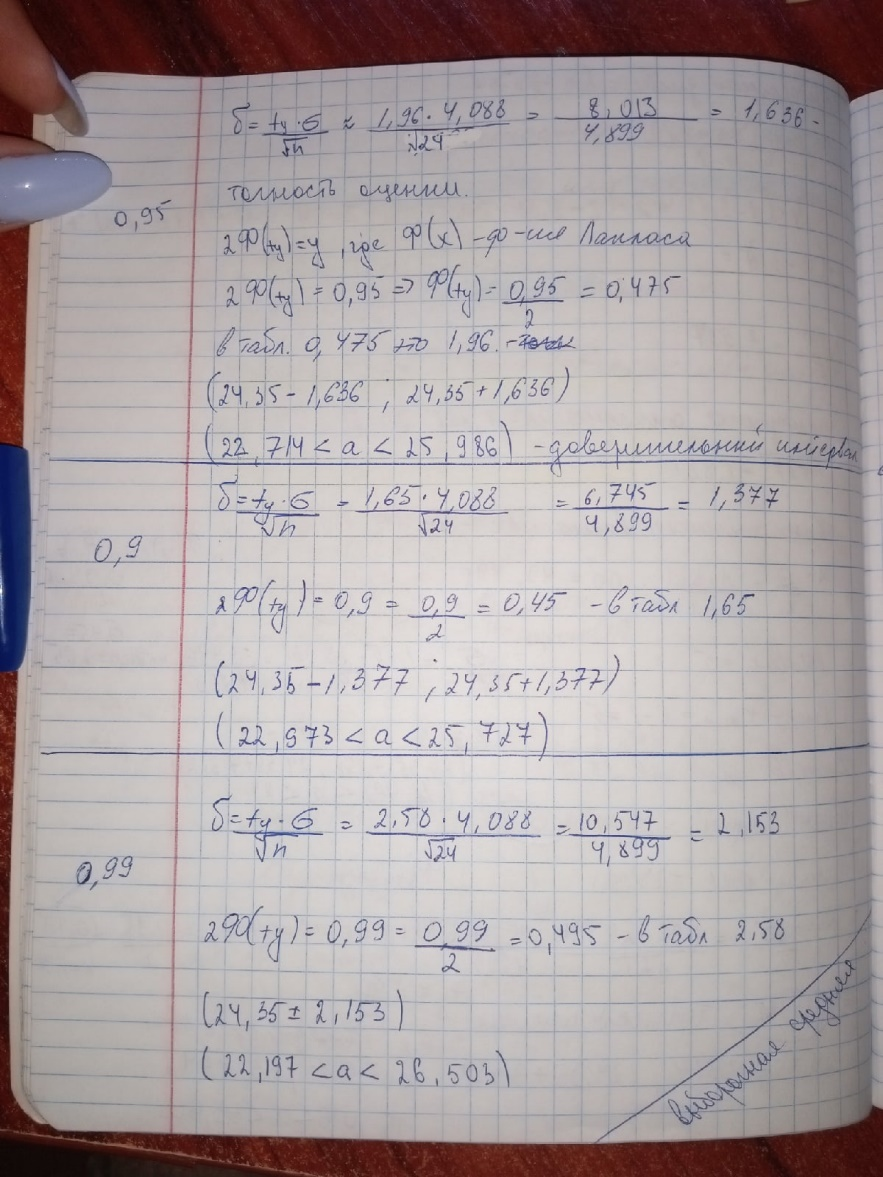 δ = tγ·σ/√n ≈ 1,96·4,088/√24 = 8,013/4,899 = 1,636 -
точность оценки.
0,95
2Ф(tγ)=γ, где Ф(х) - ф-ция Лапласа
2Ф(tγ) = 0,95 => Ф(tγ) = 0,95/2 = 0,475
в табл. 0,475 это 1,96.
(24,35 - 1,636 ; 24,35 + 1,636)
(22,714 < a < 25,986) - доверительный интервал
δ = tγ·σ/√n = 1,65·4,088/√24 = 6,745/4,899 = 1,377
0,9
2Ф(tγ) = 0,9 = 0,9/2 = 0,45 - в табл 1,65
(24,35 - 1,377 ; 24,35 + 1,377)
(22,973 < a < 25,727)
δ = tγ·σ/√n = 2,58·4,088/√24 = 10,547/4,899 = 2,153
0,99
2Ф(tγ) = 0,99 = 0,99/2 = 0,495 - в табл 2,58
(24,35 ± 2,153)
(22,197 < a < 26,503)
выборочная средняя